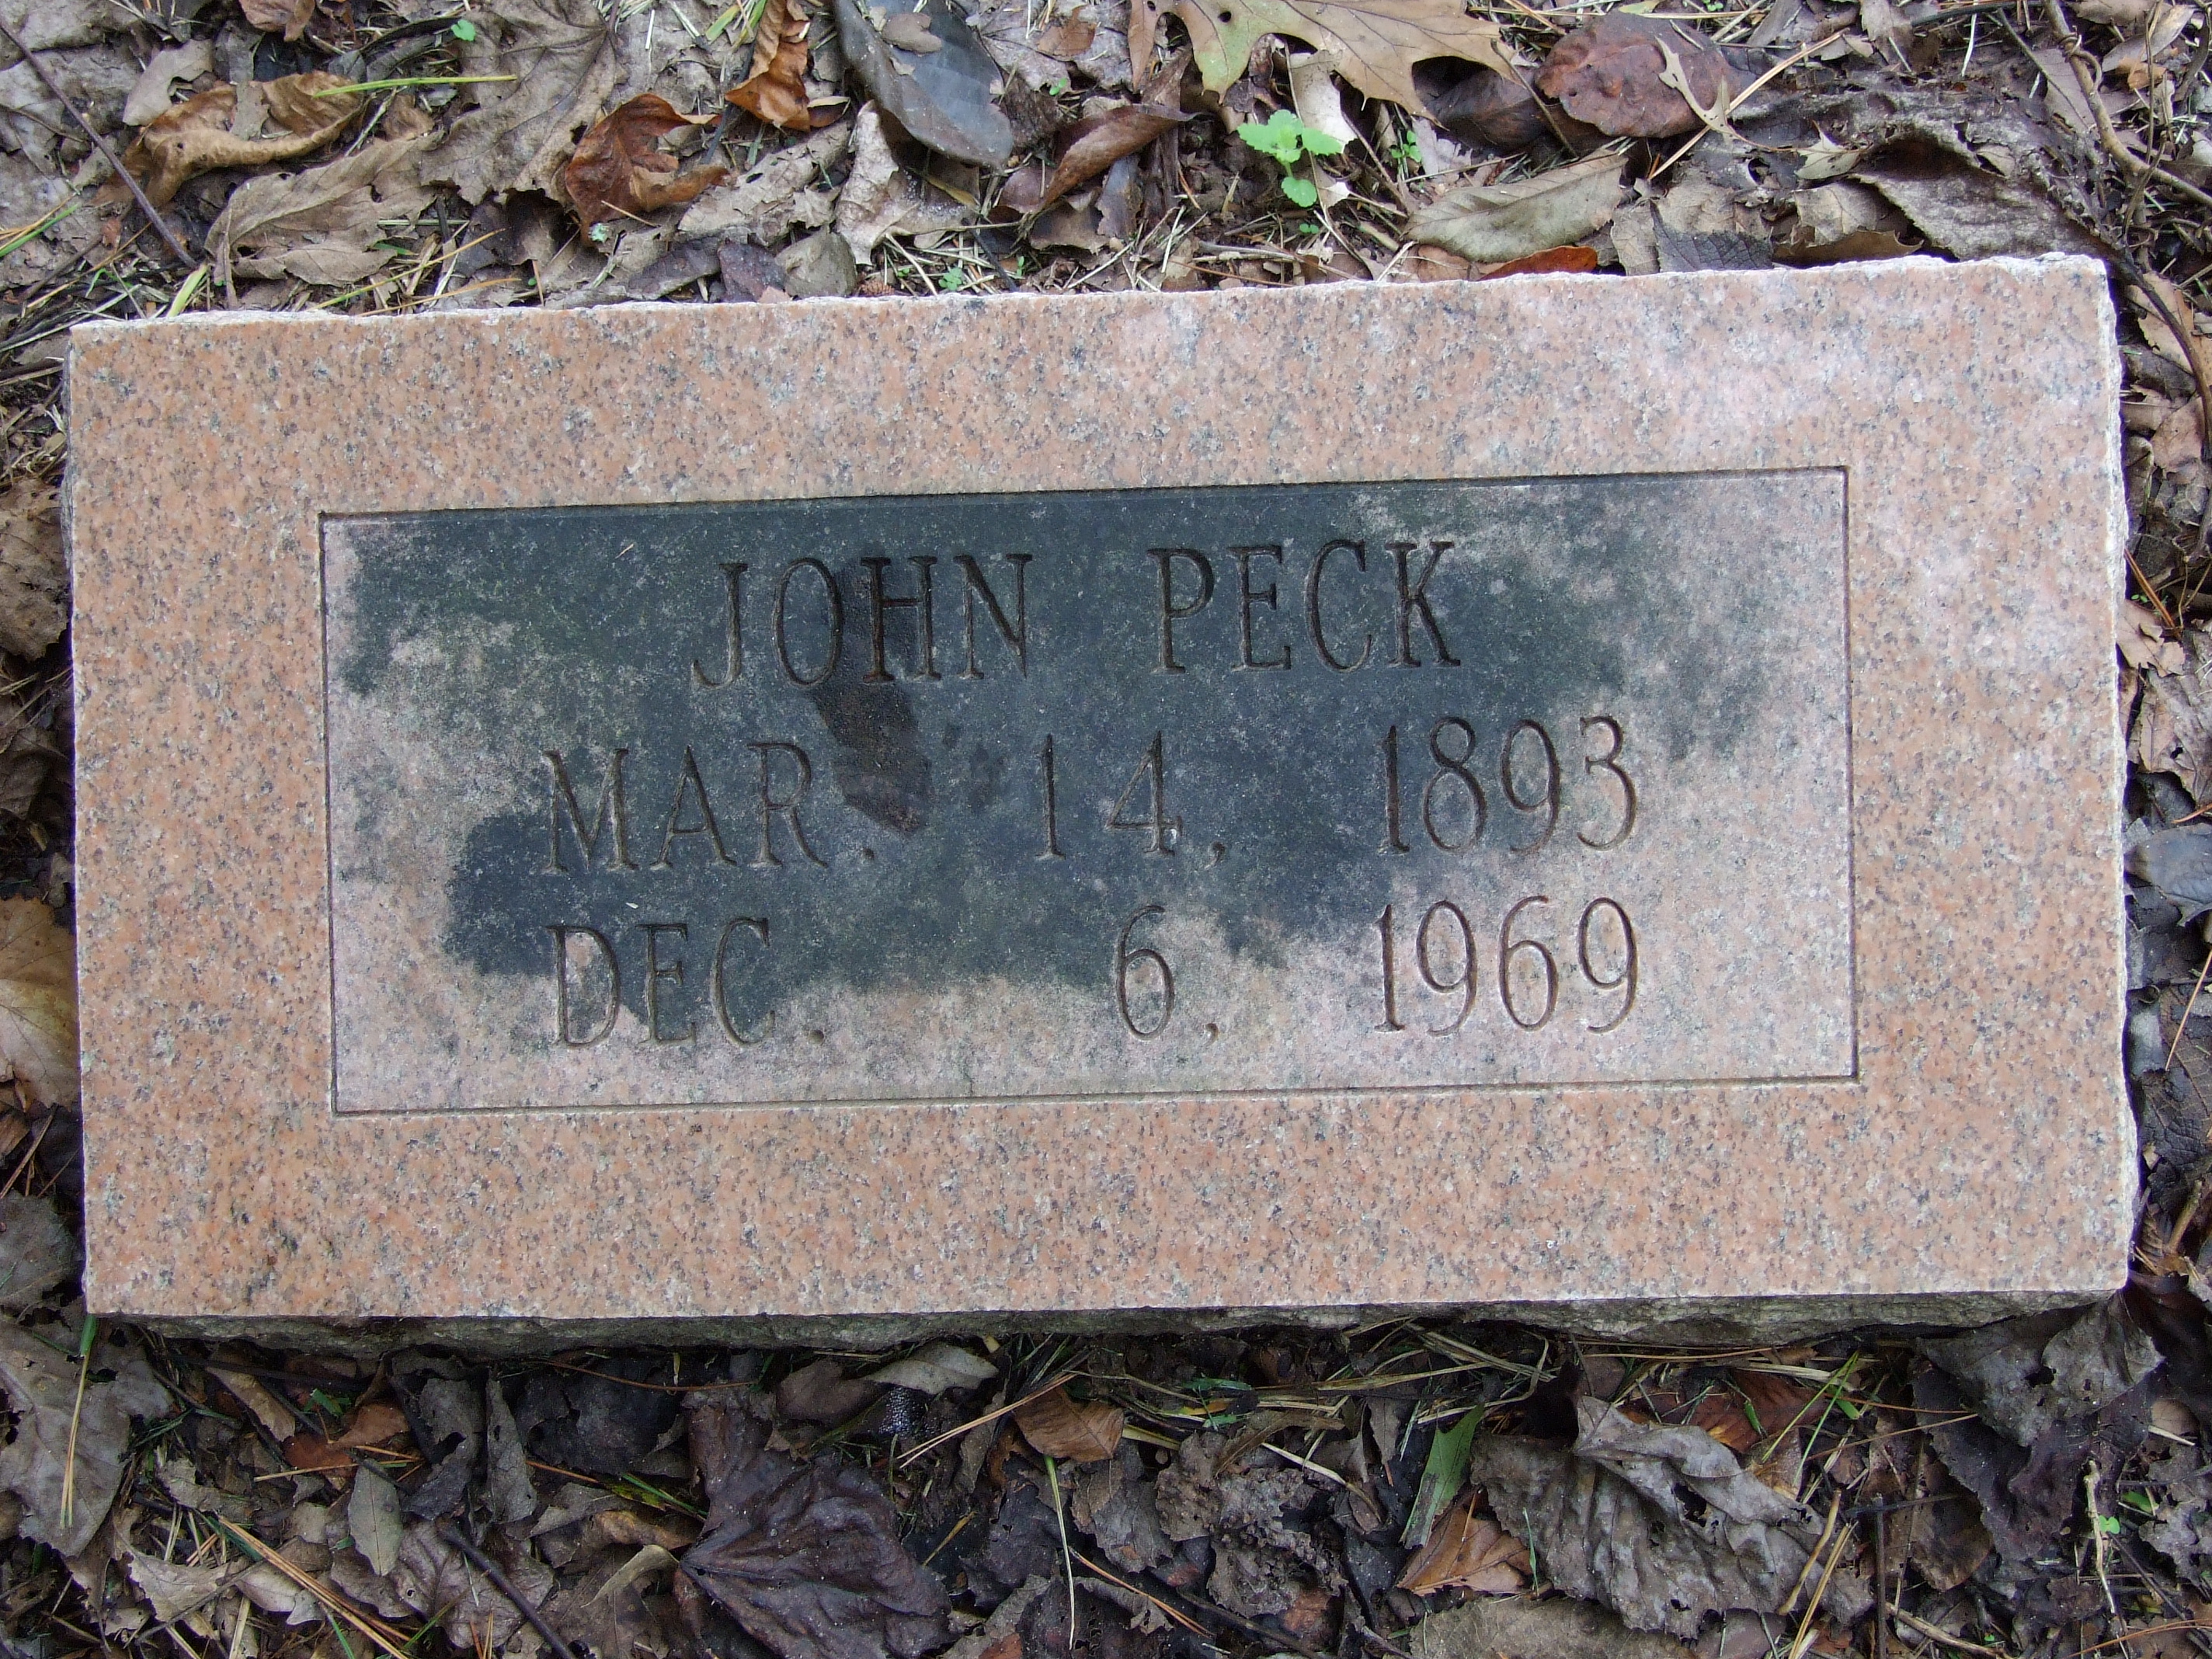 JOHN PECK
MAR. 14, 1893
DEC. 6, 1969